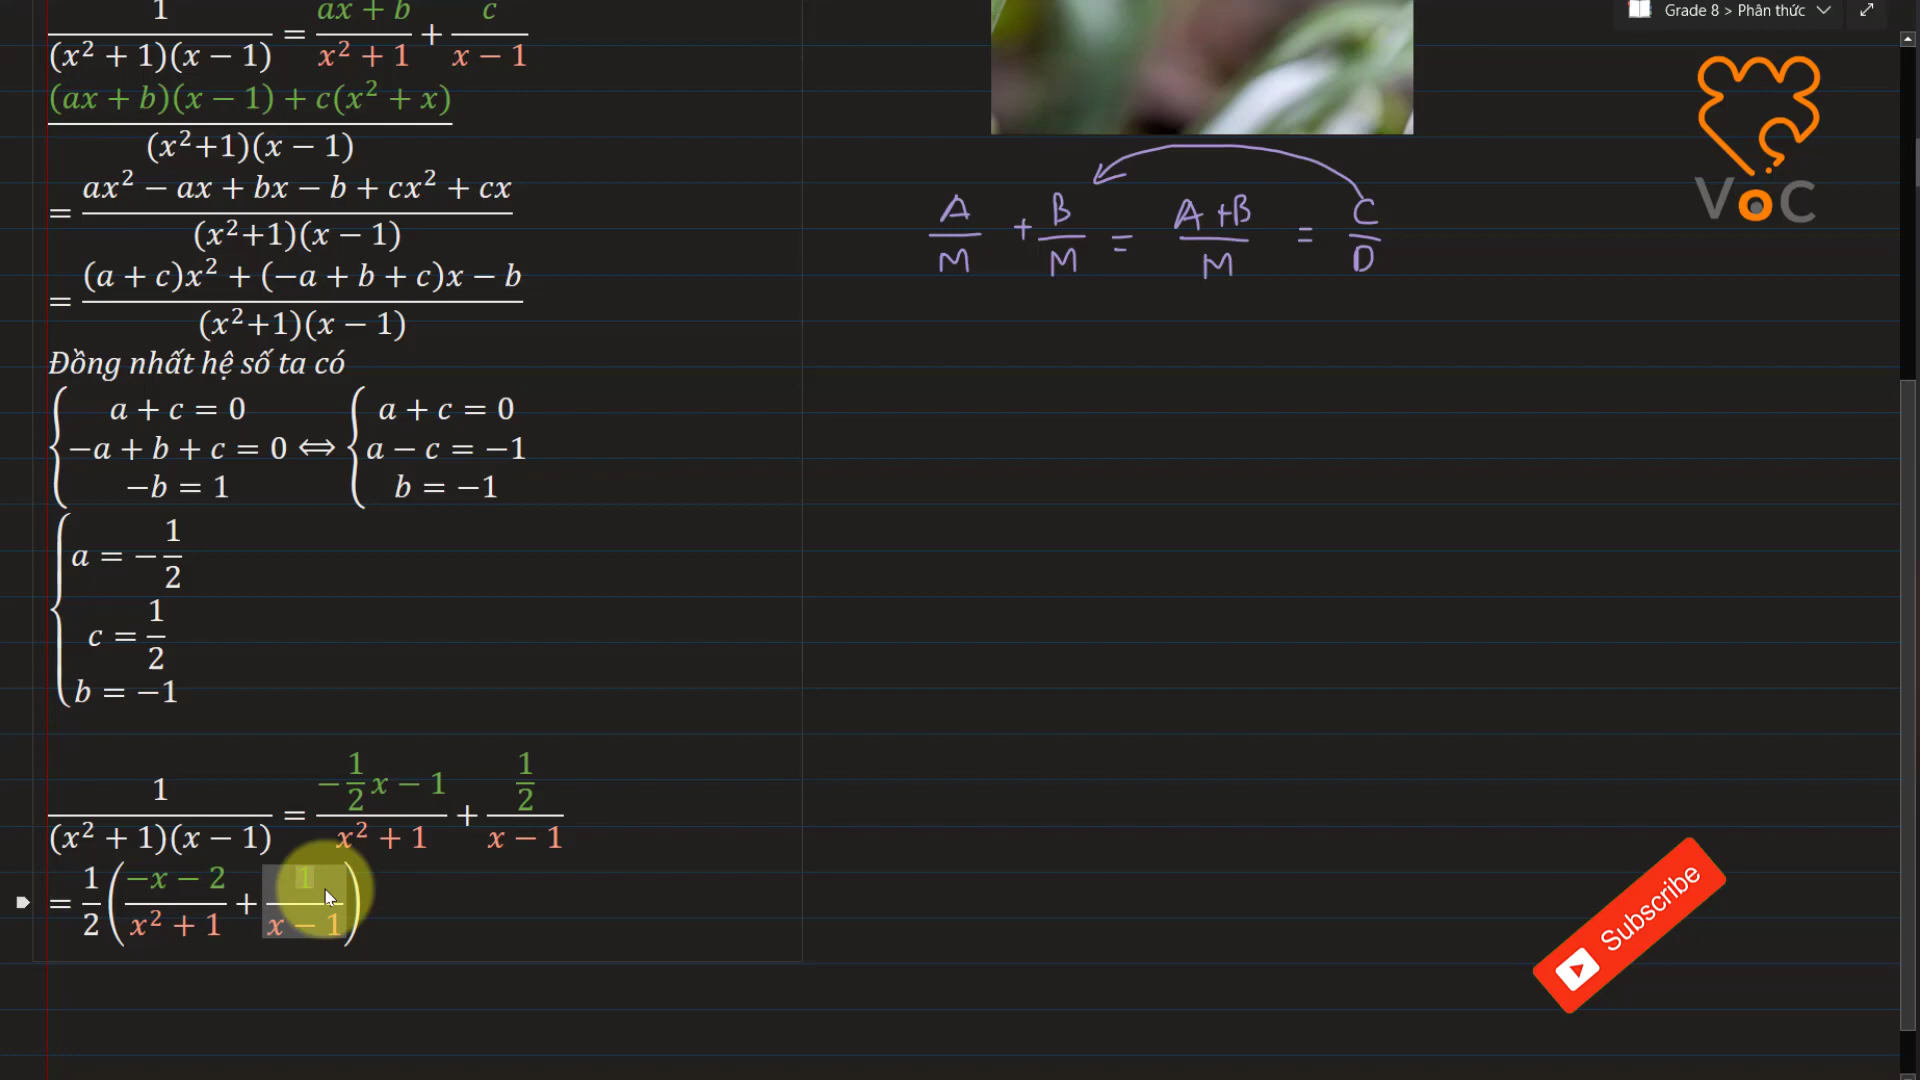 1/((x² + 1)(x − 1)) = (ax + b)/(x² + 1) + c/(x − 1)
((ax + b)(x − 1) + c(x² + x))/((x²+1)(x − 1))
= (ax² − ax + bx − b + cx² + cx)/((x²+1)(x − 1))
= ((a + c)x² + (−a + b + c)x − b)/((x²+1)(x − 1))
Đồng nhất hệ số ta có
{ a + c = 0 ⟺ { a + c = 0
−a + b + c = 0 a − c = −1
−b = 1 b = −1
{ a = −1/2
c = 1/2
b = −1
1/((x² + 1)(x − 1)) = (−1/2 x − 1)/(x² + 1) + (1/2)/(x − 1)
= 1/2 ((−x − 2)/(x² + 1) + 1/(x − 1))
A/M + B/M = (A + B)/M = C/D
Grade 8 > Phân thức
VoC
Subscribe